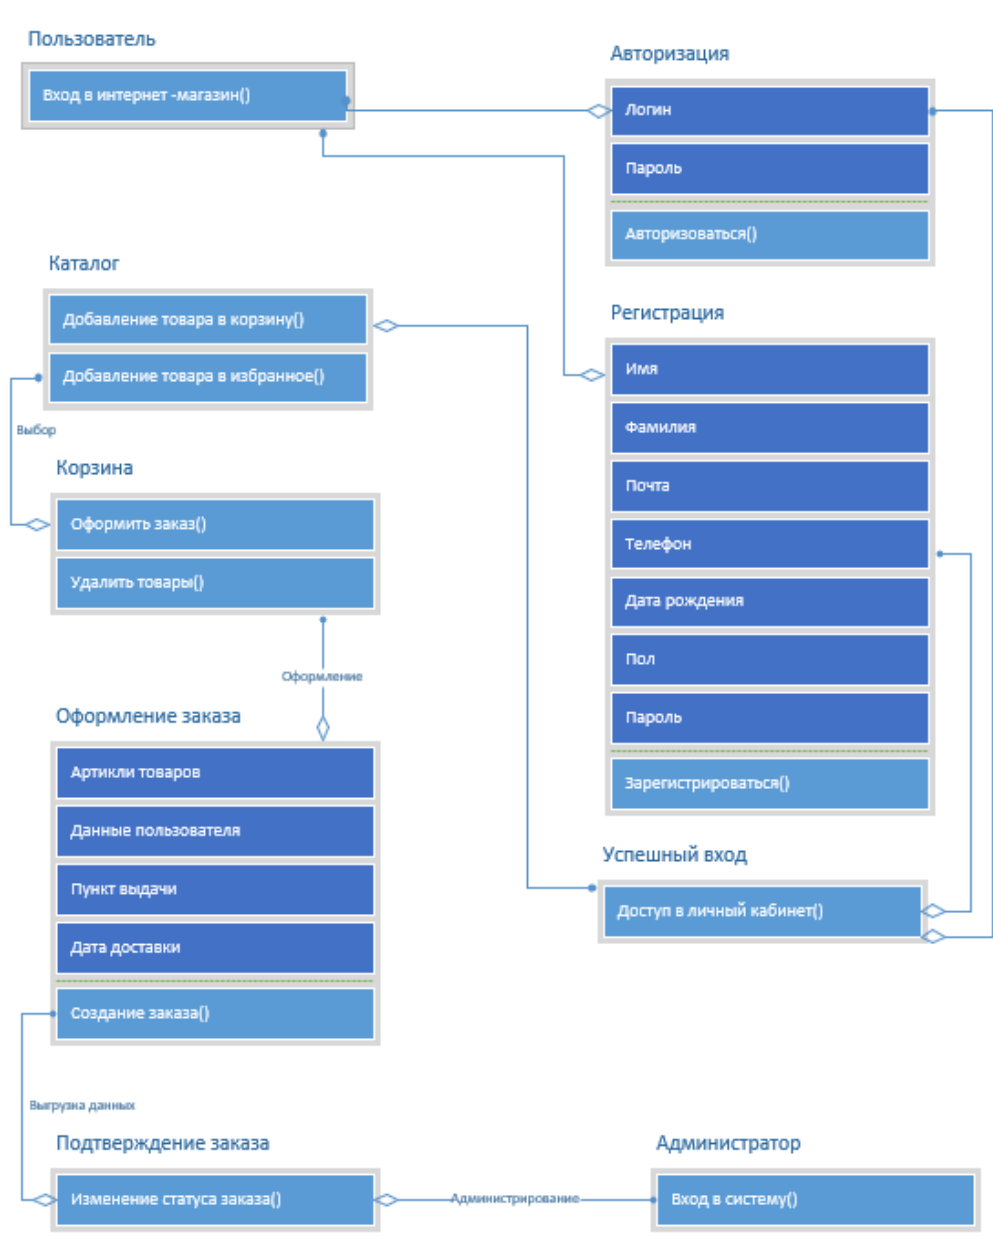 Пользователь
Вход в интернет -магазин()
Авторизация
Логин
Пароль
Авторизоваться()
Каталог
Добавление товара в корзину()
Добавление товара в избранное()
Выбор
Регистрация
Имя
Фамилия
Почта
Телефон
Дата рождения
Пол
Пароль
Зарегистрироваться()
Корзина
Оформить заказ()
Удалить товары()
Оформление
Оформление заказа
Артикли товаров
Данные пользователя
Пункт выдачи
Дата доставки
Создание заказа()
Успешный вход
Доступ в личный кабинет()
Выгрузка данных
Подтверждение заказа
Изменение статуса заказа()
Администрирование
Администратор
Вход в систему()